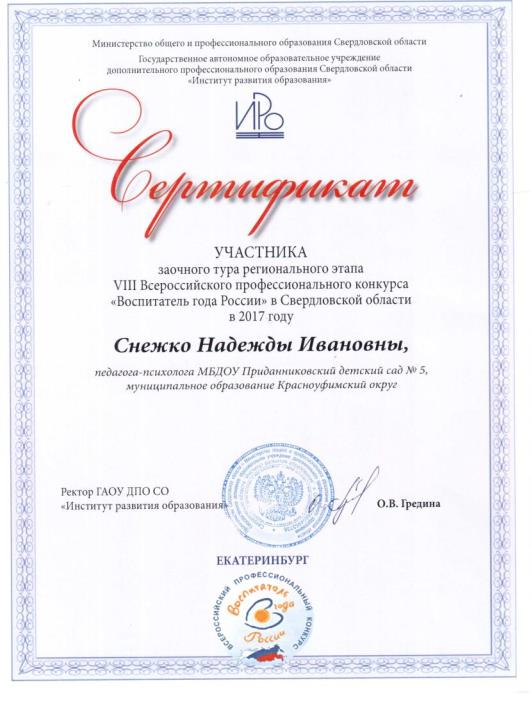 Министерство общего и профессионального образования Свердловской области
Государственное автономное образовательное учреждение
дополнительного профессионального образования Свердловской области
«Институт развития образования»
ИРО
Сертификат
УЧАСТНИКА
заочного тура регионального этапа
VIII Всероссийского профессионального конкурса
«Воспитатель года России» в Свердловской области
в 2017 году
Снежко Надежды Ивановны,
педагога-психолога МБДОУ Приданниковский детский сад № 5,
муниципальное образование Красноуфимский округ
Ректор ГАОУ ДПО СО
«Институт развития образования»
О.В. Гредина
ЕКАТЕРИНБУРГ
ВСЕРОССИЙСКИЙ ПРОФЕССИОНАЛЬНЫЙ КОНКУРС
Воспитатель
года
России